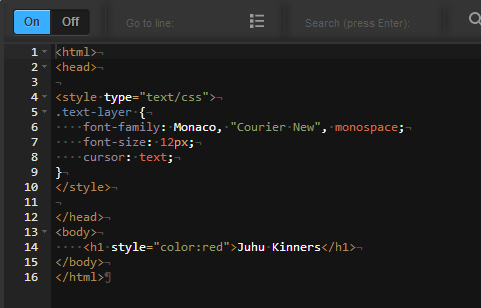 On Off Go to line: Search (press Enter):
1 <html>
2 <head>
3
4 <style type="text/css">
5 .text-layer {
6     font-family: Monaco, "Courier New", monospace;
7     font-size: 12px;
8     cursor: text;
9 }
10 </style>
11
12 </head>
13 <body>
14     <h1 style="color:red">Juhu Kinners</h1>
15 </body>
16 </html>